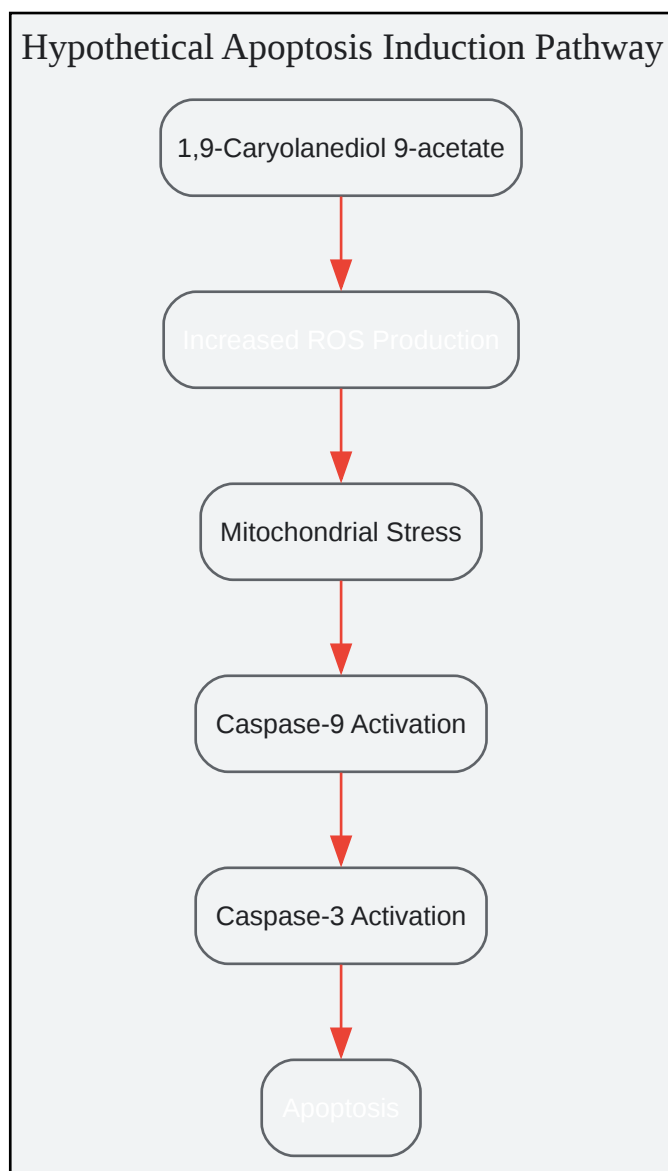 Hypothetical Apoptosis Induction Pathway
1,9-Caryolanediol 9-acetate
Increased ROS Production
Mitochondrial Stress
Caspase-9 Activation
Caspase-3 Activation
Apoptosis